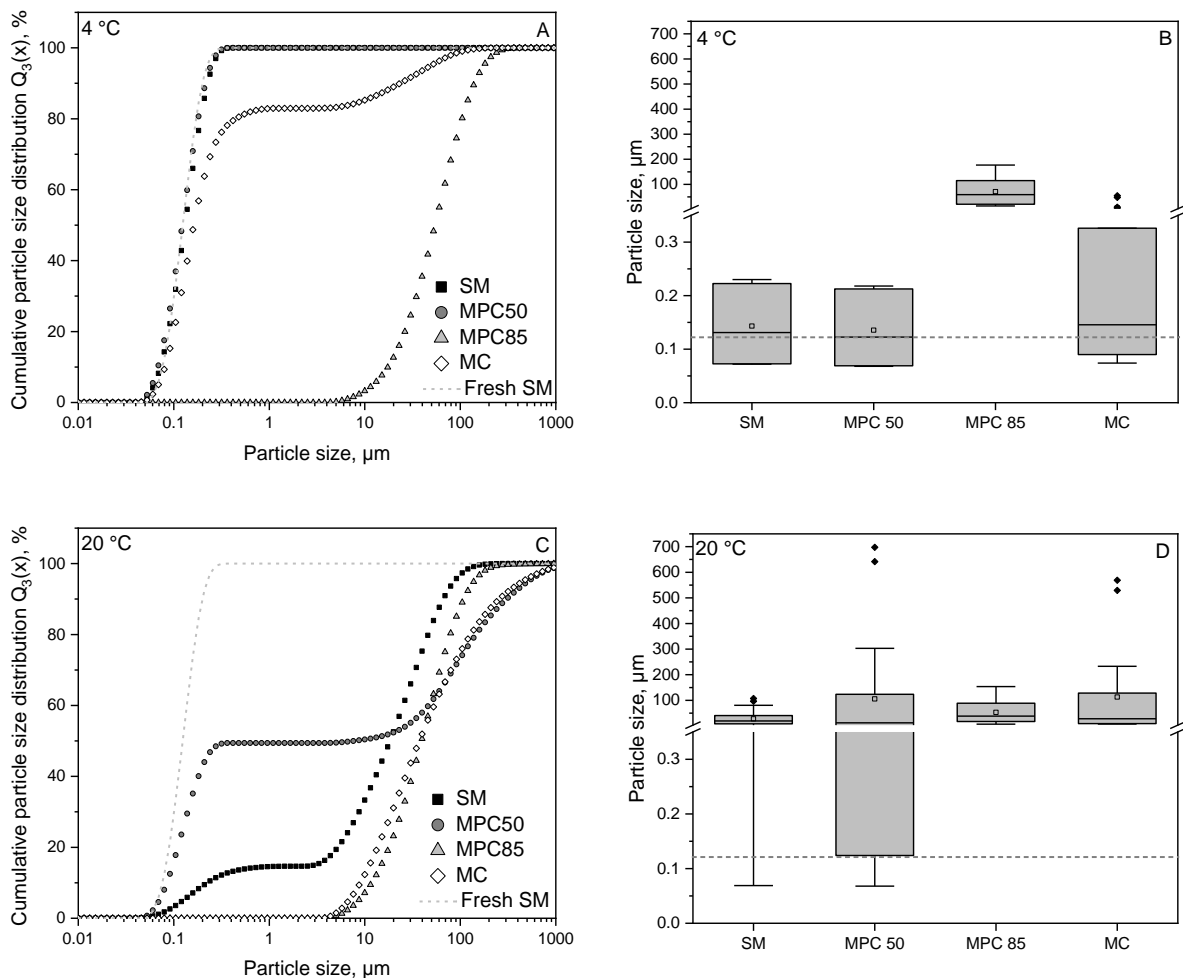 4 °C
A
Cumulative particle size distribution Q3(x), %
100
80
60
40
20
0
SM
MPC50
MPC85
MC
Fresh SM
0.01 0.1 1 10 100 1000
Particle size, µm
4 °C
B
Particle size, µm
700
600
500
400
300
200
100
0.3
0.2
0.1
0.0
SM MPC 50 MPC 85 MC
20 °C
C
Cumulative particle size distribution Q3(x), %
100
80
60
40
20
0
SM
MPC50
MPC85
MC
Fresh SM
0.01 0.1 1 10 100 1000
Particle size, µm
20 °C
D
Particle size, µm
700
600
500
400
300
200
100
0.3
0.2
0.1
0.0
SM MPC 50 MPC 85 MC